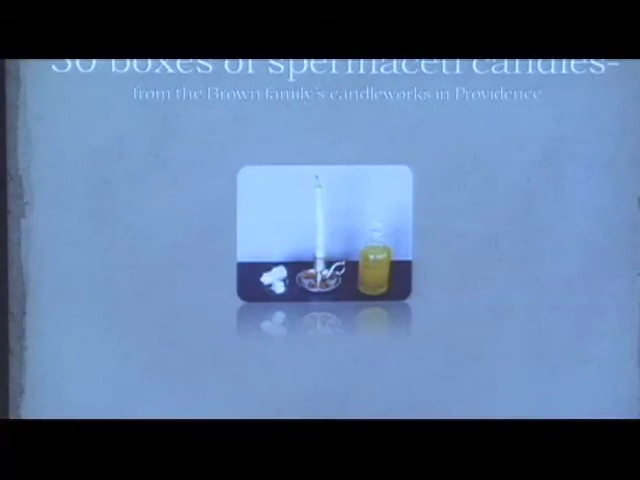 30 boxes of spermaceti candles-
from the Brown family's candleworks in Providence